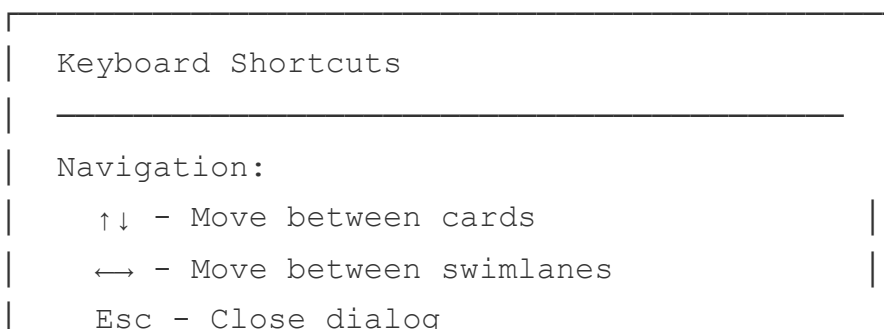 Keyboard Shortcuts
Navigation:
↑↓ - Move between cards
←→ - Move between swimlanes
Esc - Close dialog